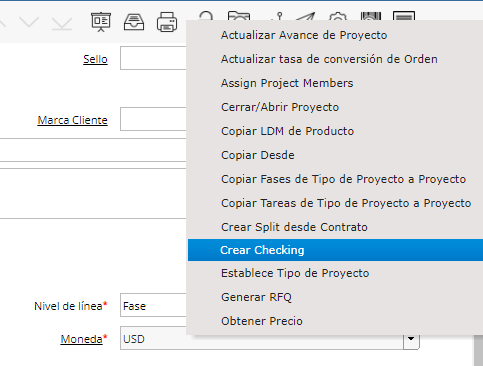 Actualizar Avance de Proyecto
Sello
Actualizar tasa de conversión de Orden
Assign Project Members
Cerrar/Abrir Proyecto
Marca Cliente
Copiar LDM de Producto
Copiar Desde
Copiar Fases de Tipo de Proyecto a Proyecto
Copiar Tareas de Tipo de Proyecto a Proyecto
Crear Split desde Contrato
Crear Checking
Establece Tipo de Proyecto
Generar RFQ
Nivel de línea* Fase
Obtener Precio
Moneda* USD